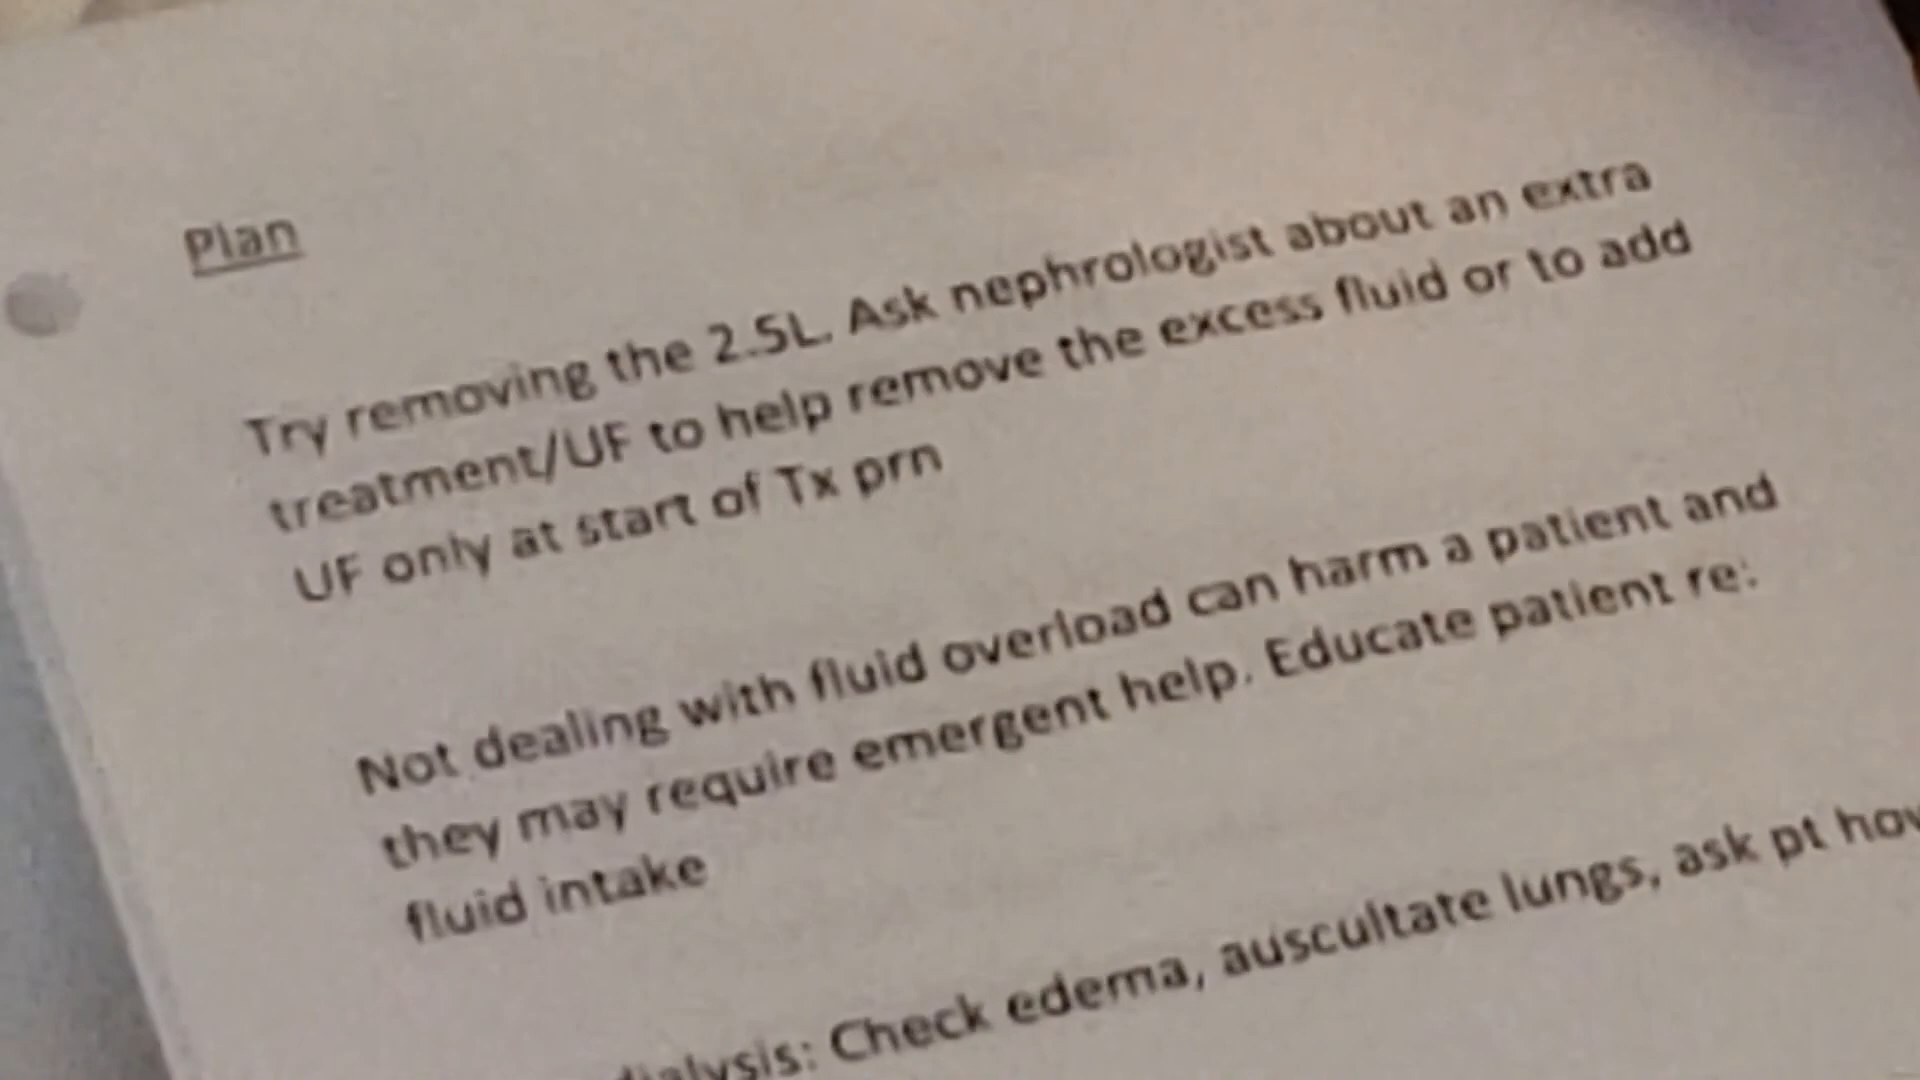 Plan
Try removing the 2.5L. Ask nephrologist about an extra
treatment/UF to help remove the excess fluid or to add
UF only at start of Tx prn
Not dealing with fluid overload can harm a patient and
they may require emergent help. Educate patient re:
fluid intake
Check edema, auscultate lungs, ask pt